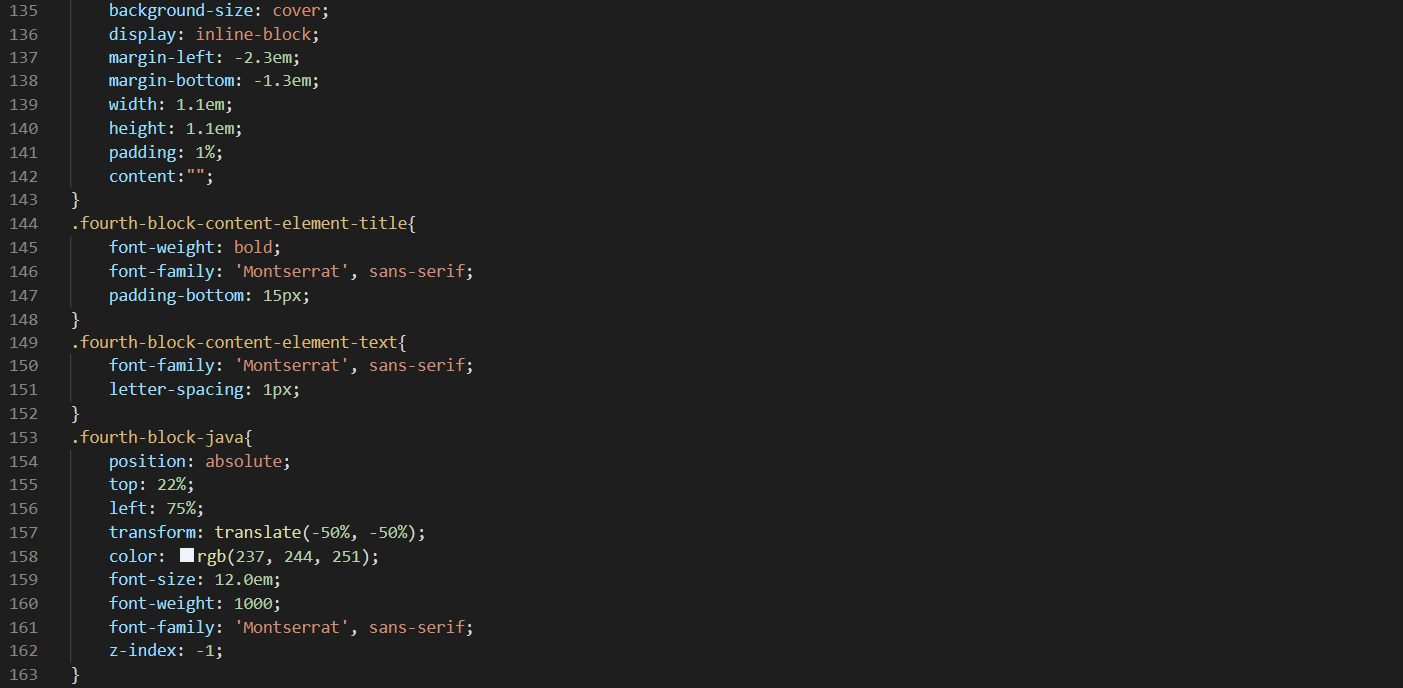 135 background-size: cover;
136 display: inline-block;
137 margin-left: -2.3em;
138 margin-bottom: -1.3em;
139 width: 1.1em;
140 height: 1.1em;
141 padding: 1%;
142 content:"";
143 }
144 .fourth-block-content-element-title{
145 font-weight: bold;
146 font-family: 'Montserrat', sans-serif;
147 padding-bottom: 15px;
148 }
149 .fourth-block-content-element-text{
150 font-family: 'Montserrat', sans-serif;
151 letter-spacing: 1px;
152 }
153 .fourth-block-java{
154 position: absolute;
155 top: 22%;
156 left: 75%;
157 transform: translate(-50%, -50%);
158 color: rgb(237, 244, 251);
159 font-size: 12.0em;
160 font-weight: 1000;
161 font-family: 'Montserrat', sans-serif;
162 z-index: -1;
163 }